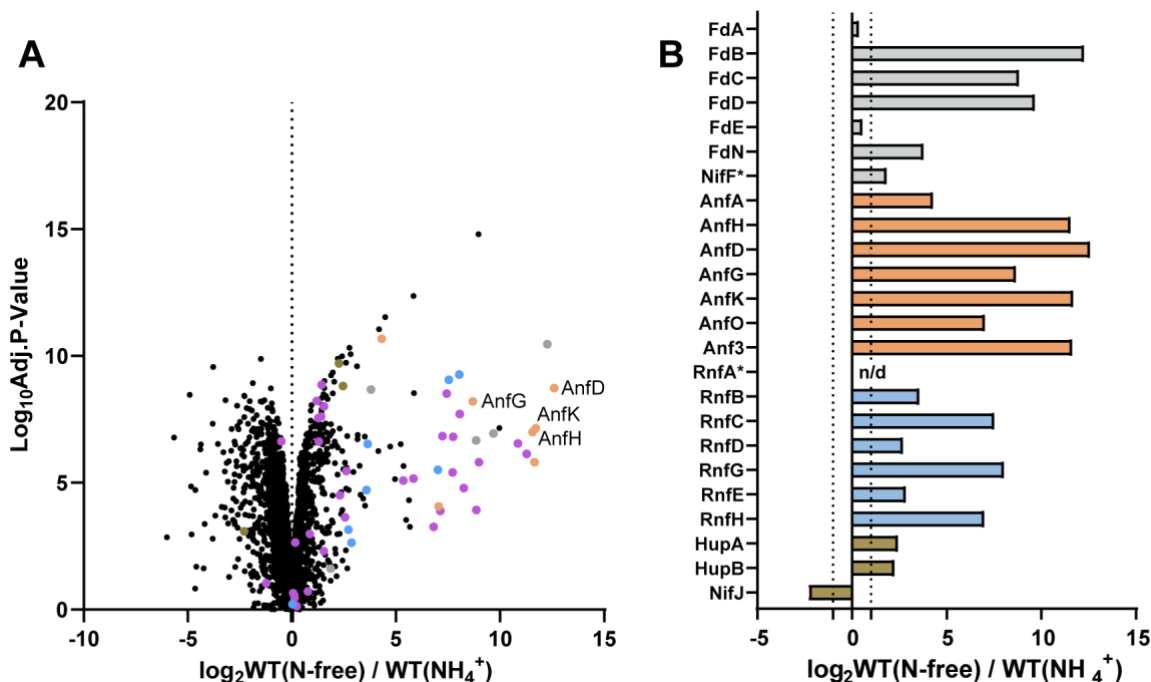 A
20
15
10
5
0
-10
-5
0
5
10
15
Log10Adj.P-Value
log2WT(N-free) / WT(NH4+)
AnfD
AnfG
AnfK
AnfH
B
FdA
FdB
FdC
FdD
FdE
FdN
NifF*
AnfA
AnfH
AnfD
AnfG
AnfK
AnfO
Anf3
RnfA* n/d
RnfB
RnfC
RnfD
RnfG
RnfE
RnfH
HupA
HupB
NifJ
-5
0
5
10
15
log2WT(N-free) / WT(NH4+)